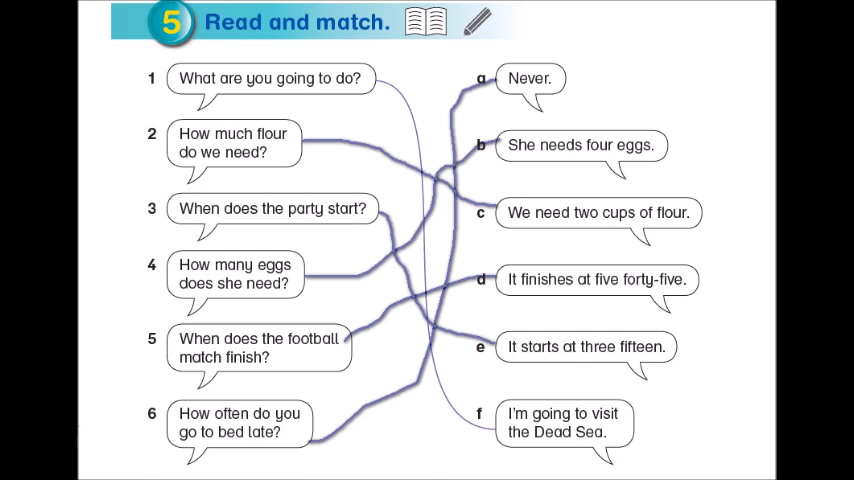 5 Read and match.
1 What are you going to do?
a Never.
2 How much flour
do we need?
b She needs four eggs.
3 When does the party start?
c We need two cups of flour.
4 How many eggs
does she need?
d It finishes at five forty-five.
5 When does the football
match finish?
e It starts at three fifteen.
6 How often do you
go to bed late?
f I'm going to visit
the Dead Sea.